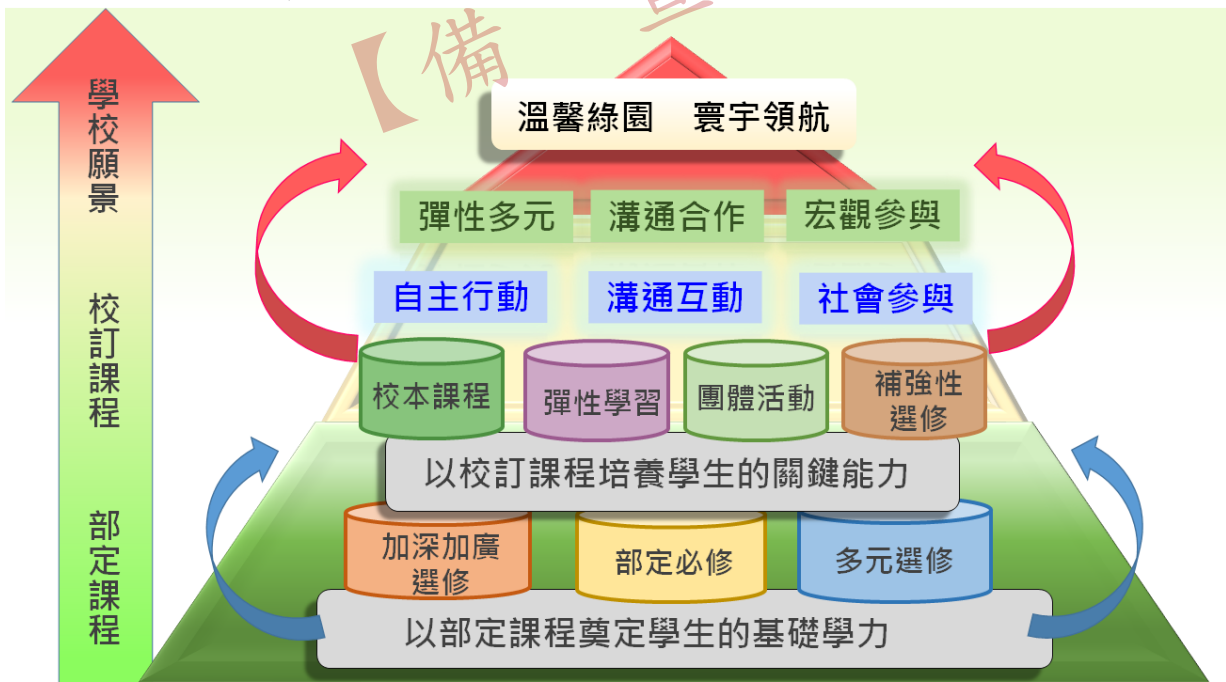 【備
學校願景
校訂課程
部定課程
溫馨綠園 寰宇領航
彈性多元 溝通合作 宏觀參與
自主行動 溝通互動 社會參與
校本課程 彈性學習 團體活動 補強性
選修
以校訂課程培養學生的關鍵能力
加深加廣
選修
部定必修 多元選修
以部定課程奠定學生的基礎學力